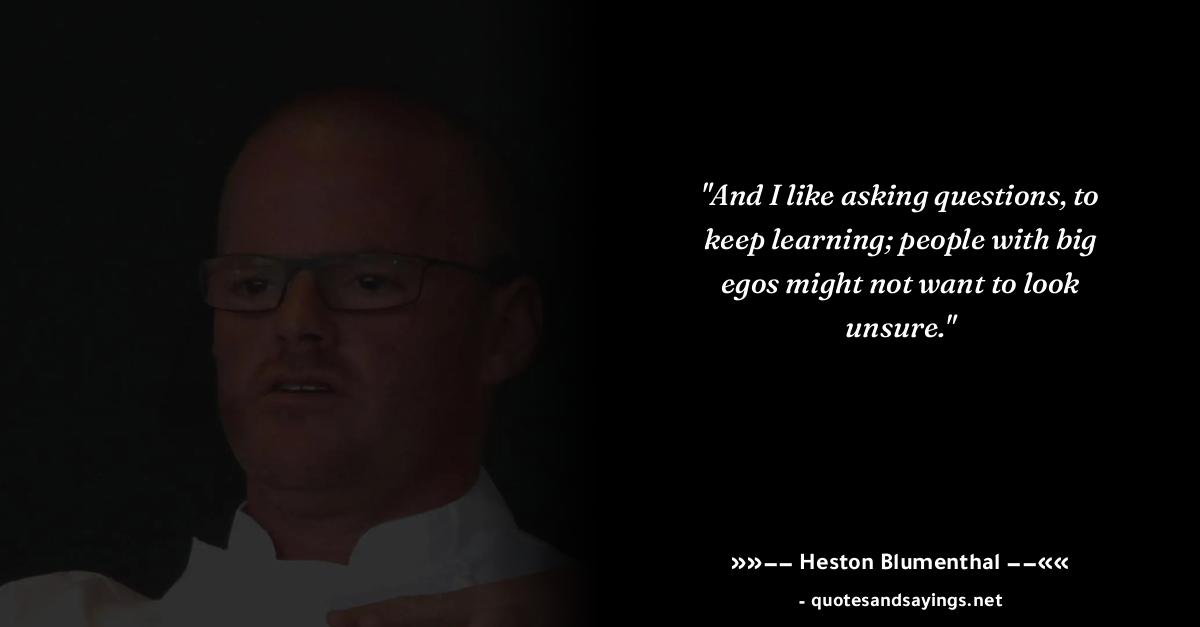 "And I like asking questions, to
keep learning; people with big
egos might not want to look
unsure."
»»–– Heston Blumenthal ––««
- quotesandsayings.net